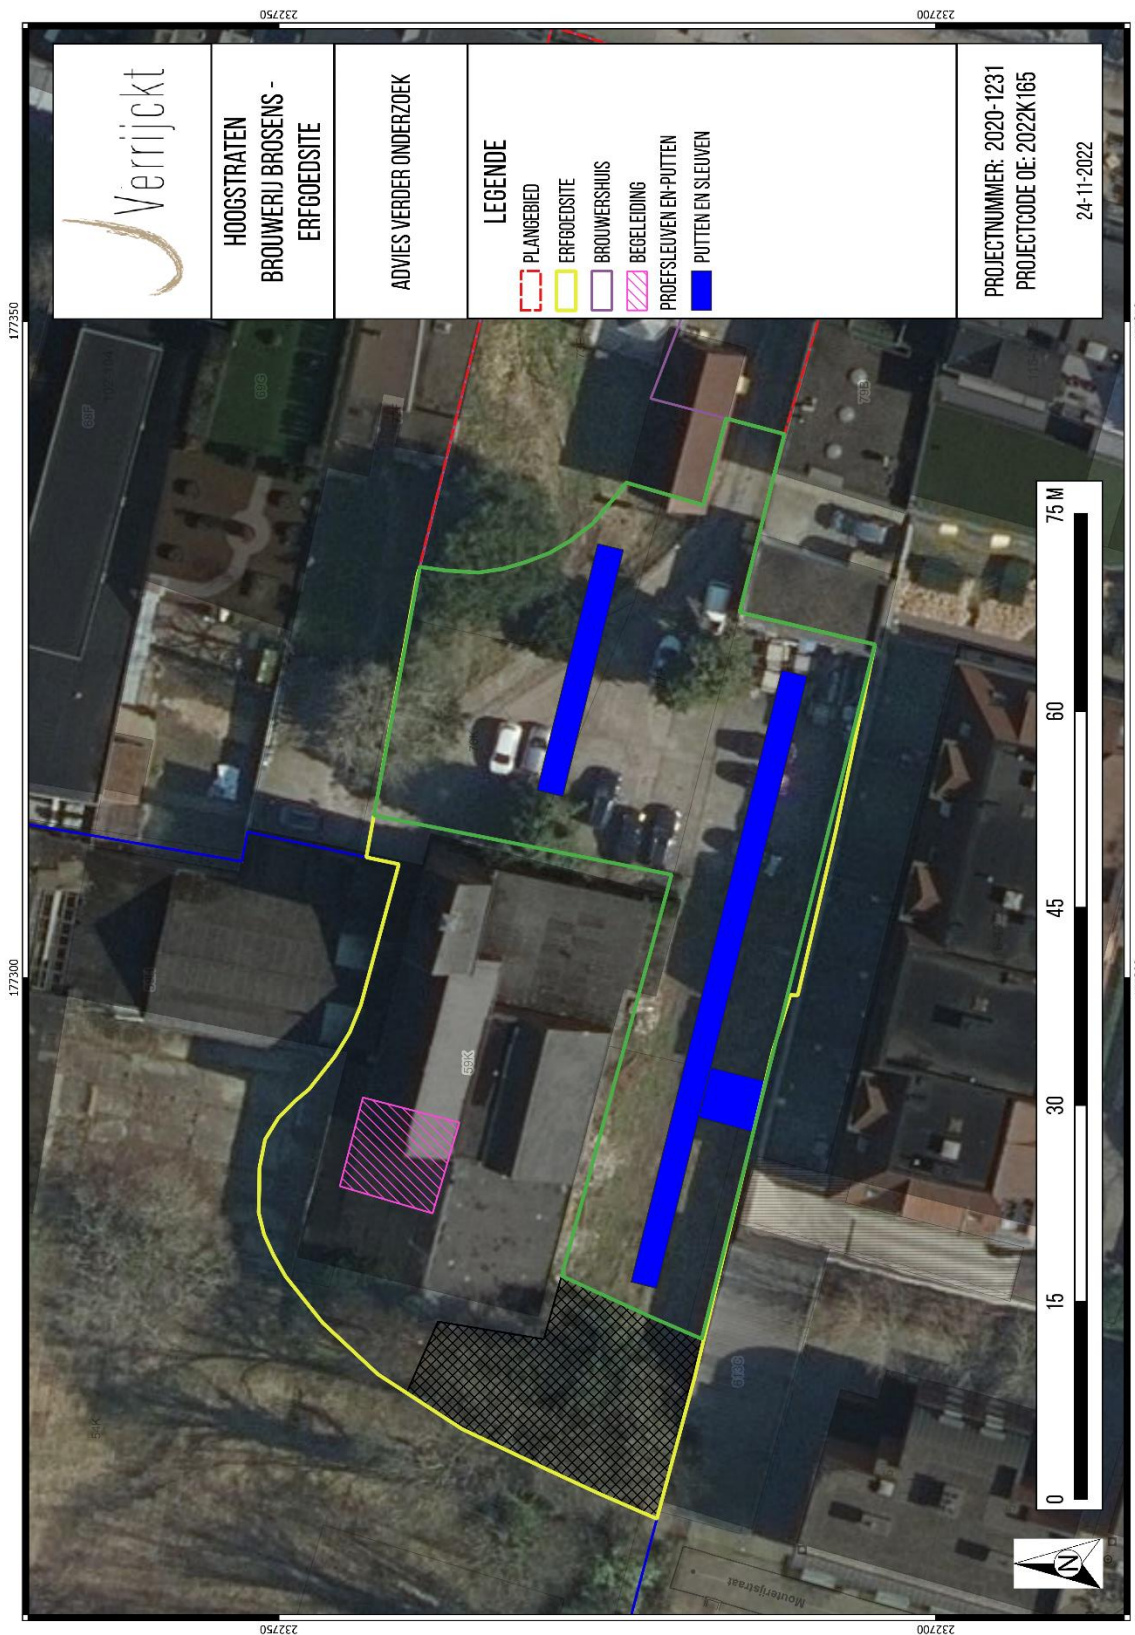 Verrijckt
HOOGSTRATEN
BROUWERIJ BROSENS -
ERFGOEDSITE
ADVIES VERDER ONDERZOEK
LEGENDE
PLANGEBIED
ERFGOEDSITE
BROUWERSHUIS
BEGELEIDING
PROEFSLEUVEN EN-PUTTEN
PUTTEN EN SLEUVEN
PROJECTNUMMER: 2020-1231
PROJECTCODE OE: 2022K165
24-11-2022
177300
177350
232750
232700
232750
232700
59K
Mouterijstraat
0 15 30 45 60 75 M
N